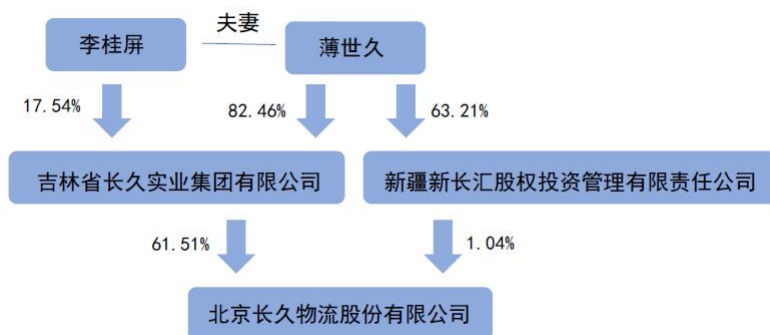 夫妻
李桂屏
薄世久
17.54%
82.46%
63.21%
吉林省长久实业集团有限公司
新疆新长汇股权投资管理有限责任公司
61.51%
1.04%
北京长久物流股份有限公司